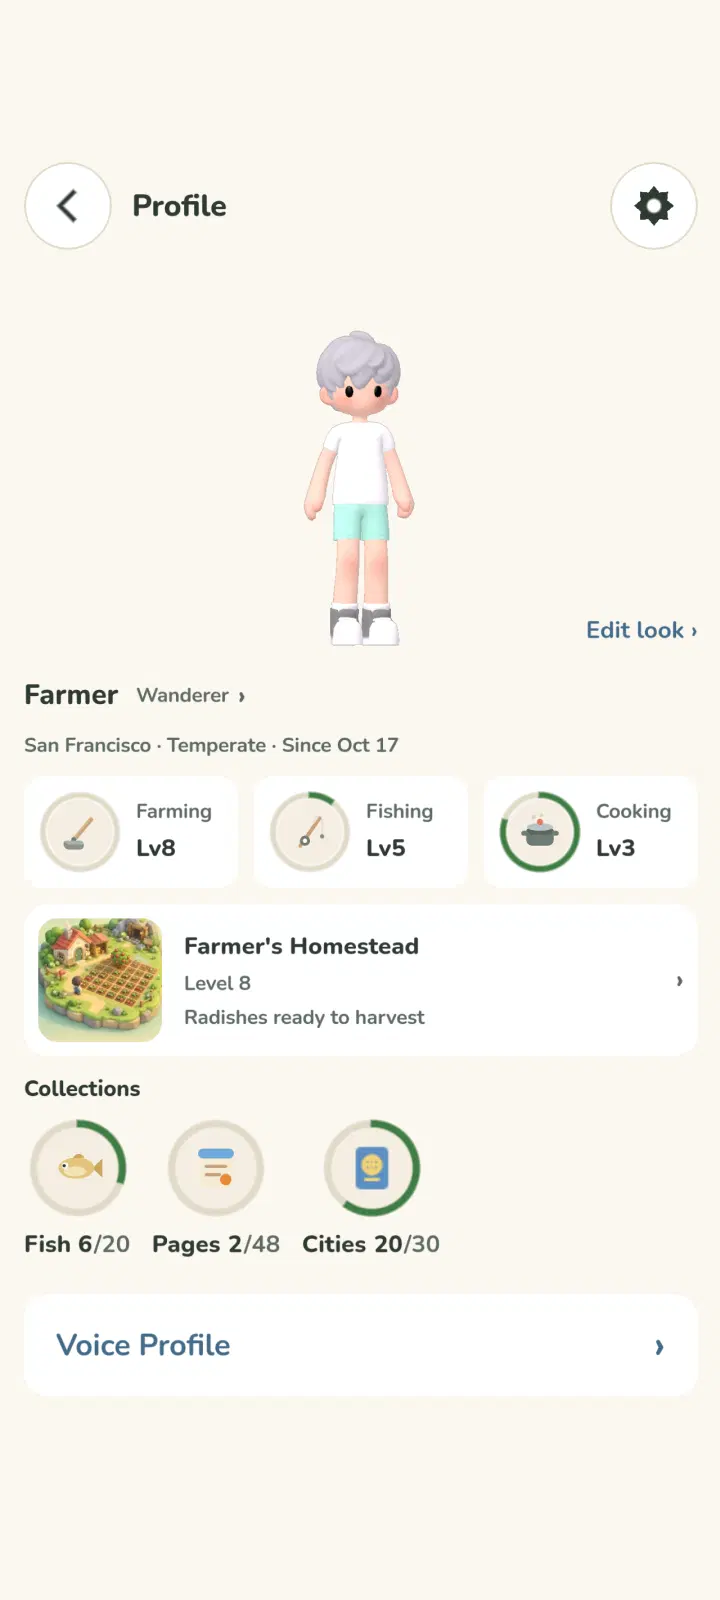 Profile
Edit look ›
Farmer Wanderer ›
San Francisco · Temperate · Since Oct 17
Farming
Lv8
Fishing
Lv5
Cooking
Lv3
Farmer's Homestead
Level 8
Radishes ready to harvest
Collections
Fish 6/20
Pages 2/48
Cities 20/30
Voice Profile ›